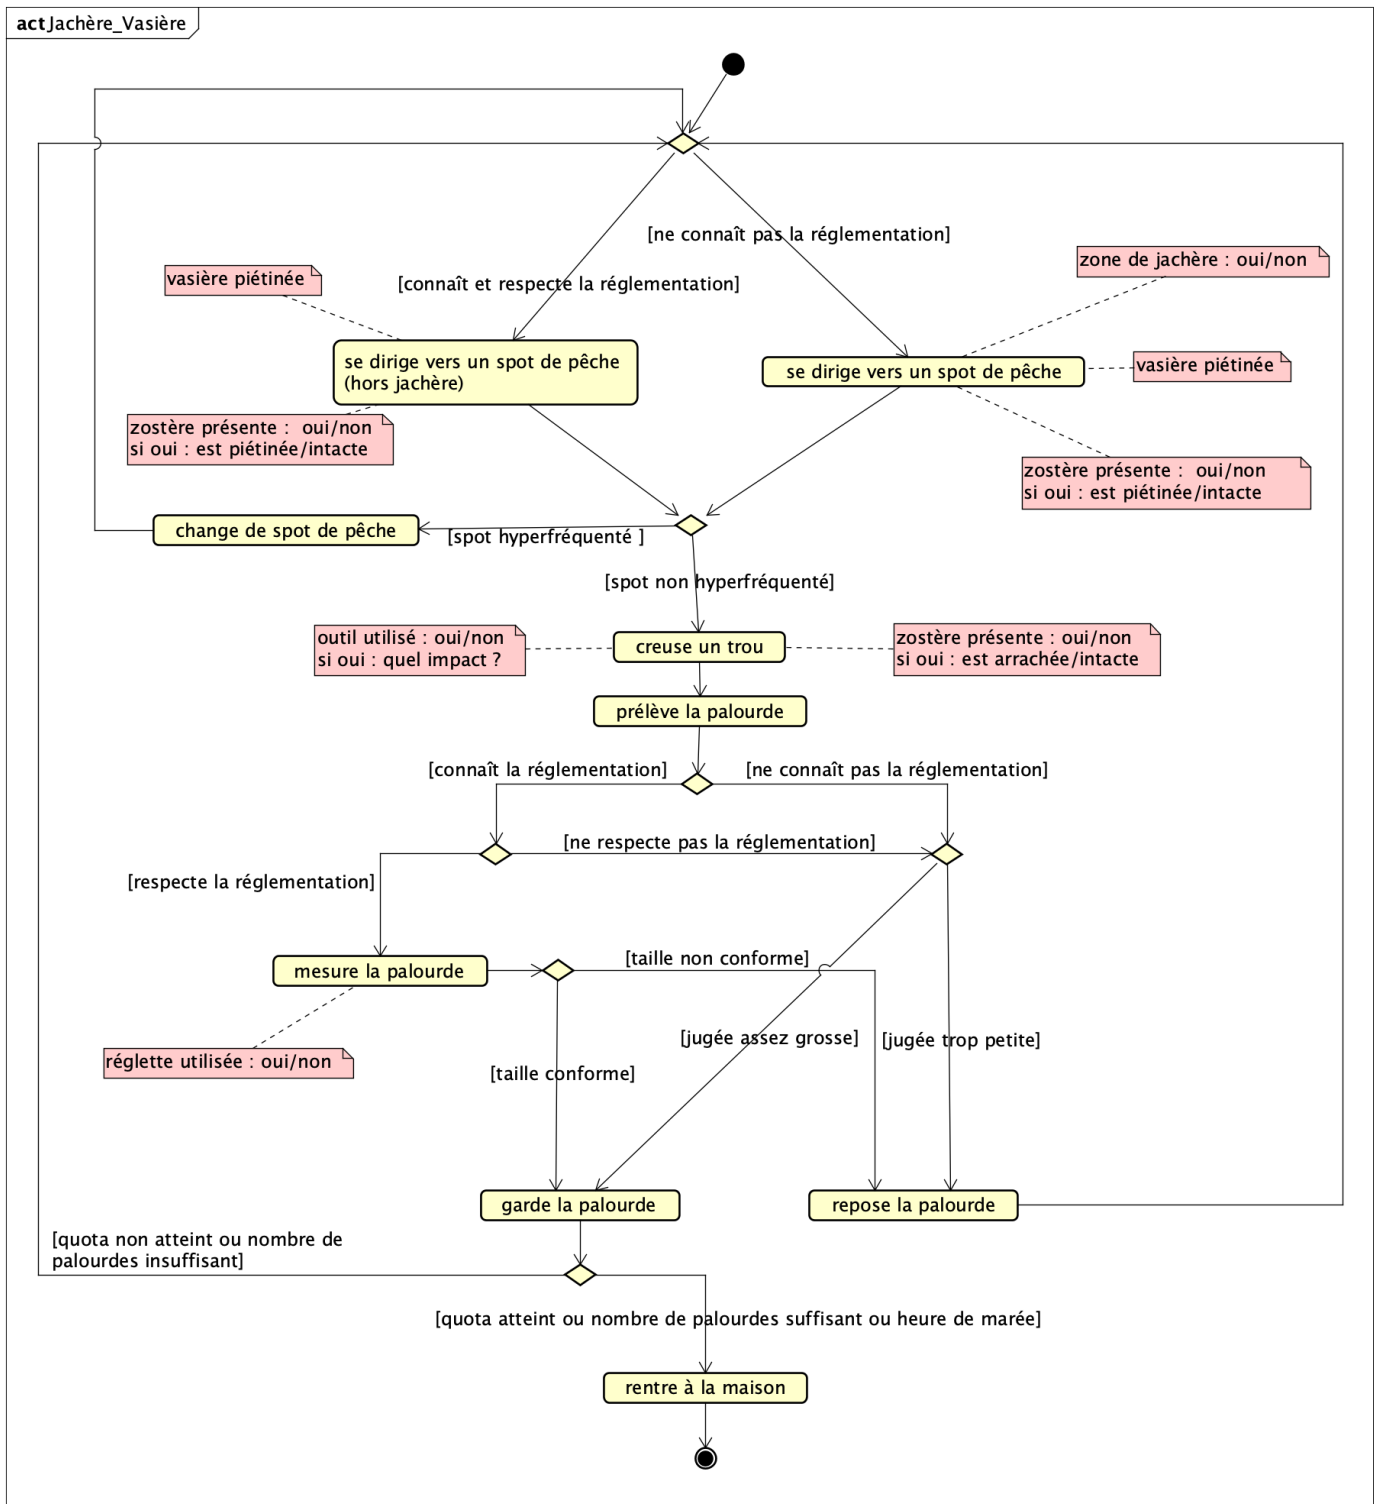 act Jachère_Vasière
[ne connaît pas la réglementation]
zone de jachère : oui/non
vasière piétinée
[connaît et respecte la réglementation]
se dirige vers un spot de pêche
(hors jachère)
se dirige vers un spot de pêche
vasière piétinée
zostère présente :  oui/non
si oui : est piétinée/intacte
zostère présente :  oui/non
si oui : est piétinée/intacte
change de spot de pêche
[spot hyperfréquenté ]
[spot non hyperfréquenté]
outil utilisé : oui/non
si oui : quel impact ?
creuse un trou
zostère présente : oui/non
si oui : est arrachée/intacte
prélève la palourde
[connaît la réglementation]
[ne connaît pas la réglementation]
[ne respecte pas la réglementation]
[respecte la réglementation]
mesure la palourde
[taille non conforme]
[jugée assez grosse]
[jugée trop petite]
réglette utilisée : oui/non
[taille conforme]
garde la palourde
repose la palourde
[quota non atteint ou nombre de
palourdes insuffisant]
[quota atteint ou nombre de palourdes suffisant ou heure de marée]
rentre à la maison